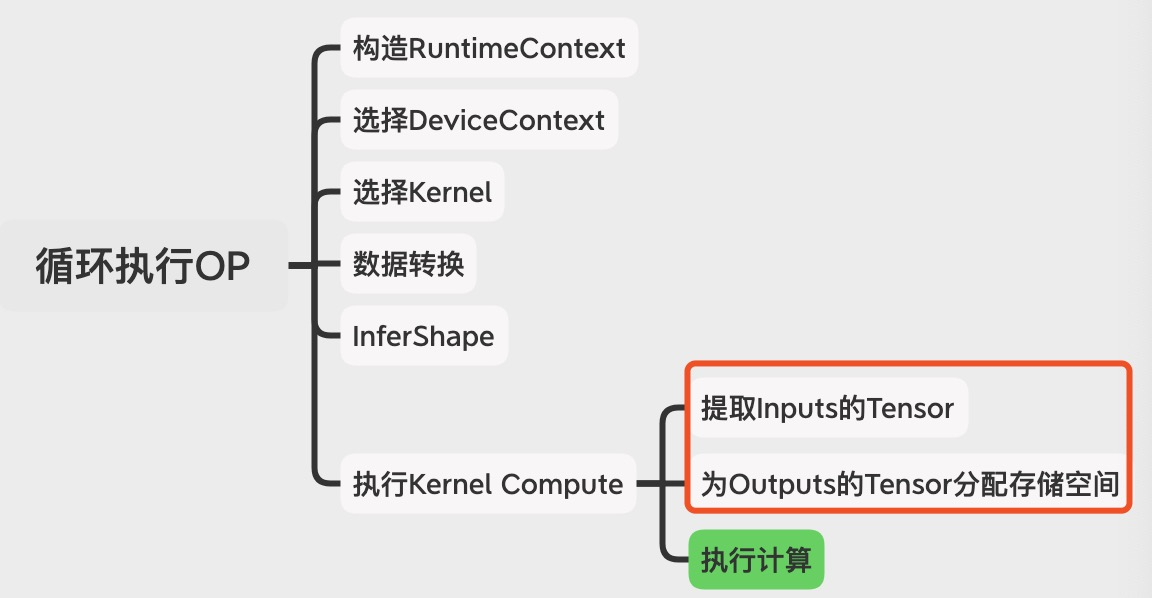 构造RuntimeContext
选择DeviceContext
选择Kernel
循环执行OP
数据转换
InferShape
提取Inputs的Tensor
执行Kernel Compute
为Outputs的Tensor分配存储空间
执行计算